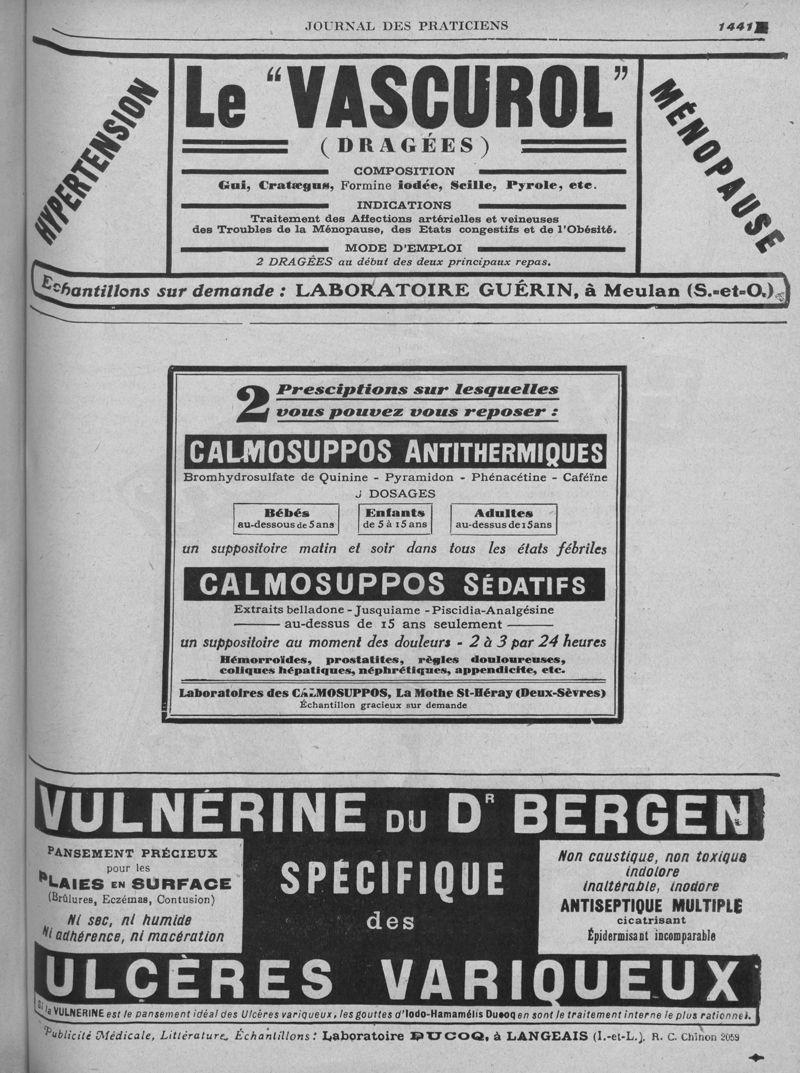 JOURNAL DES PRATICIENS 1441
HYPERTENSION
Le "VASCUROL"
(DRAGÉES)
COMPOSITION
Gui, Cratægus, Formine iodée, Scille, Pyrole, etc.
INDICATIONS
Traitement des Affections artérielles et veineuses
des Troubles de la Ménopause, des Etats congestifs et de l'Obésité.
MODE D'EMPLOI
2 DRAGÉES au début des deux principaux repas.
MÉNOPAUSE
Echantillons sur demande : LABORATOIRE GUÉRIN, à Meulan (S.-et-O.)
2 Presciptions sur lesquelles
vous pouvez vous reposer :
CALMOSUPPOS ANTITHERMIQUES
Bromhydrosulfate de Quinine - Pyramidon - Phénacétine - Caféïne
DOSAGES
Bébés
au-dessous de 5 ans
Enfants
de 5 à 15 ans
Adultes
au-dessus de 15 ans
un suppositoire matin et soir dans tous les états fébriles
CALMOSUPPOS SÉDATIFS
Extraits belladone - Jusquiame - Piscidia-Analgésine
au-dessus de 15 ans seulement
un suppositoire au moment des douleurs - 2 à 3 par 24 heures
Hémorroïdes, prostatites, règles douloureuses,
coliques hépatiques, néphrétiques, appendicite, etc.
Laboratoires des CALMOSUPPOS, La Mothe St-Héray (Deux-Sèvres)
Échantillon gracieux sur demande
VULNÉRINE DU Dr BERGEN
PANSEMENT PRÉCIEUX
pour les
PLAIES EN SURFACE
(Brûlures, Eczémas, Contusion)
Ni sec, ni humide
Ni adhérence, ni macération
SPÉCIFIQUE
des
Non caustique, non toxique
indolore
inaltérable, inodore
ANTISEPTIQUE MULTIPLE
cicatrisant
Épidermisant incomparable
ULCÈRES VARIQUEUX
Si la VULNERINE est le pansement idéal des Ulcères variqueux, les gouttes d'Iodo-Hamamélis Ducoq en sont le traitement interne le plus rationnel.
Publicité Médicale, Littérature, Échantillons : Laboratoire DUCOQ, à LANGEAIS (I.-et-L.). R. C. Chinon 2059